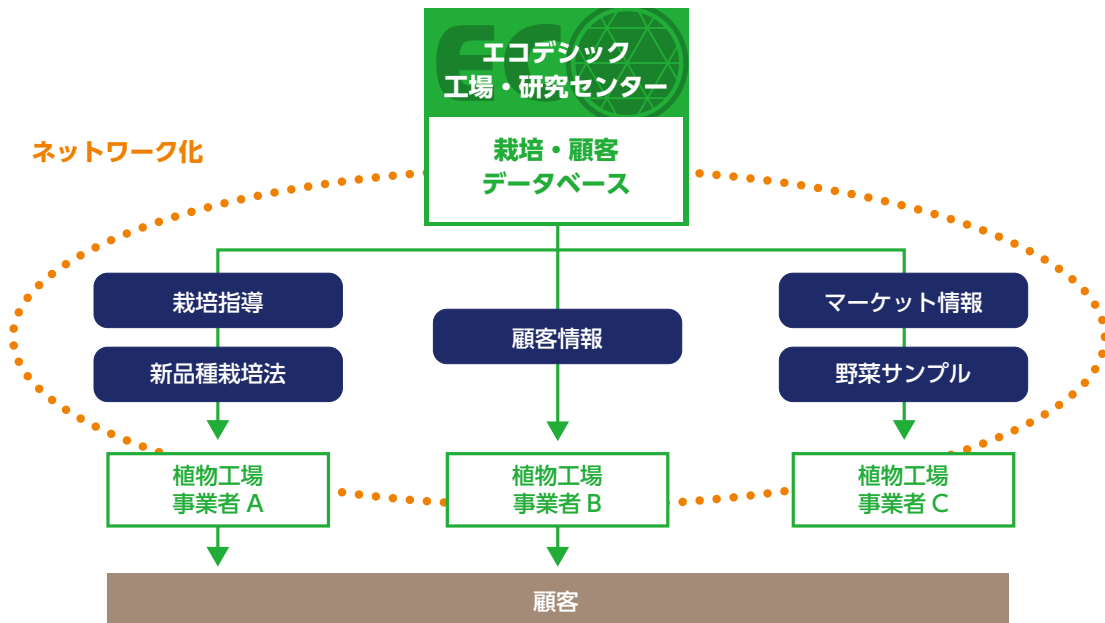 エコデシック
工場・研究センター
栽培・顧客
データベース
ネットワーク化
栽培指導
新品種栽培法
顧客情報
マーケット情報
野菜サンプル
植物工場
事業者 A
植物工場
事業者 B
植物工場
事業者 C
顧客